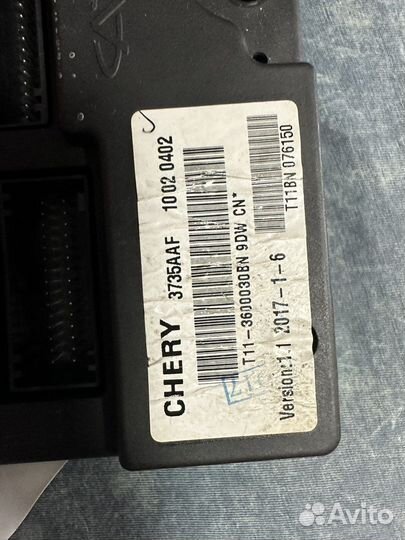 CHERY
3735AAF 10 02 0402
T11-3600030BN 9DW CN*
Version:1.1 2017-1-6
T11BN 076150
Avito